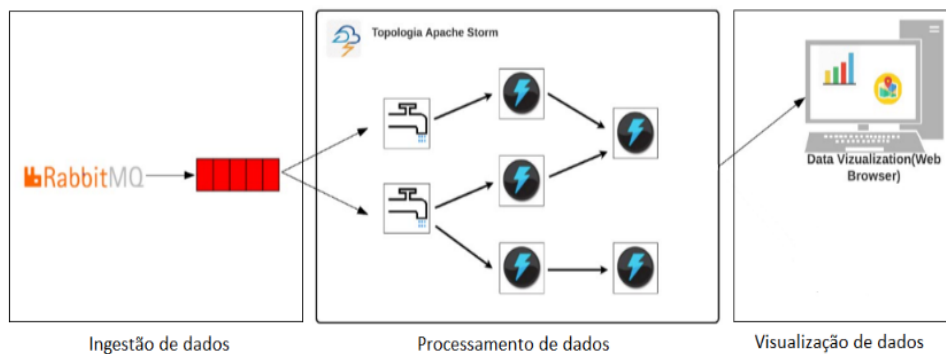 Topologia Apache Storm
RabbitMQ
Data Vizualization(Web
Browser)
Ingestão de dados
Processamento de dados
Visualização de dados